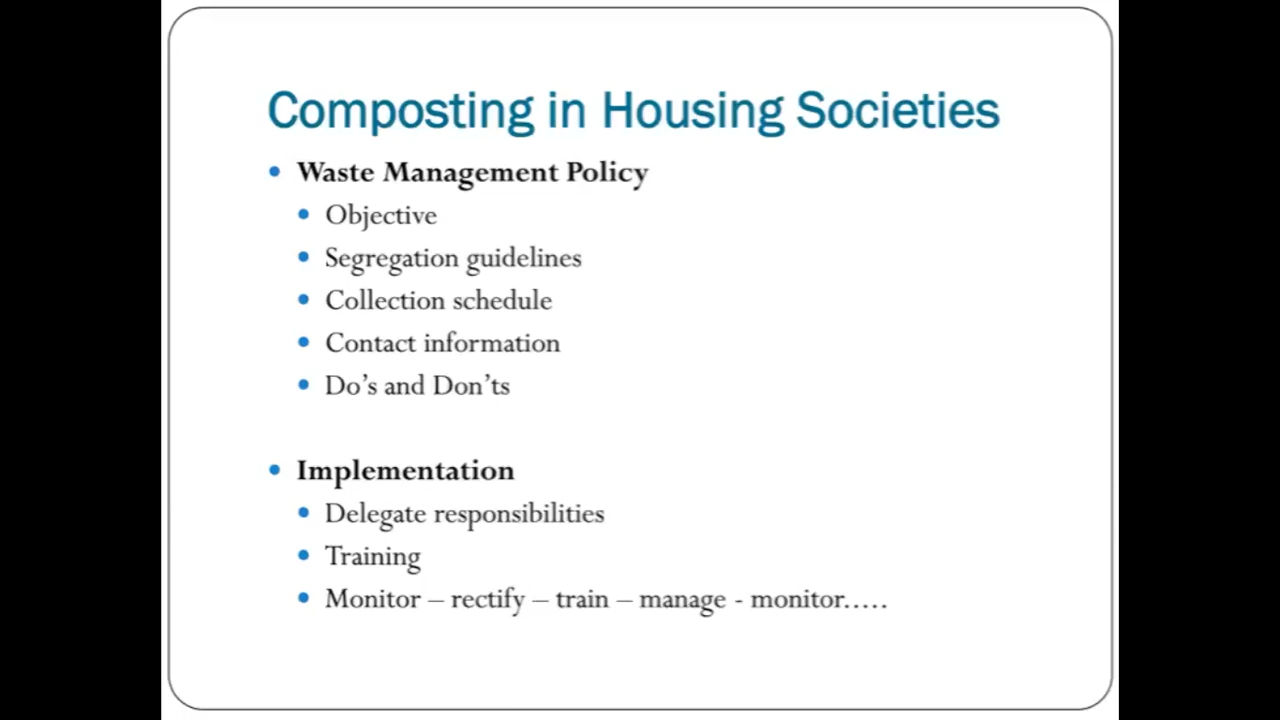 Composting in Housing Societies
• Waste Management Policy
• Objective
• Segregation guidelines
• Collection schedule
• Contact information
• Do’s and Don’ts
• Implementation
• Delegate responsibilities
• Training
• Monitor – rectify – train – manage - monitor…..